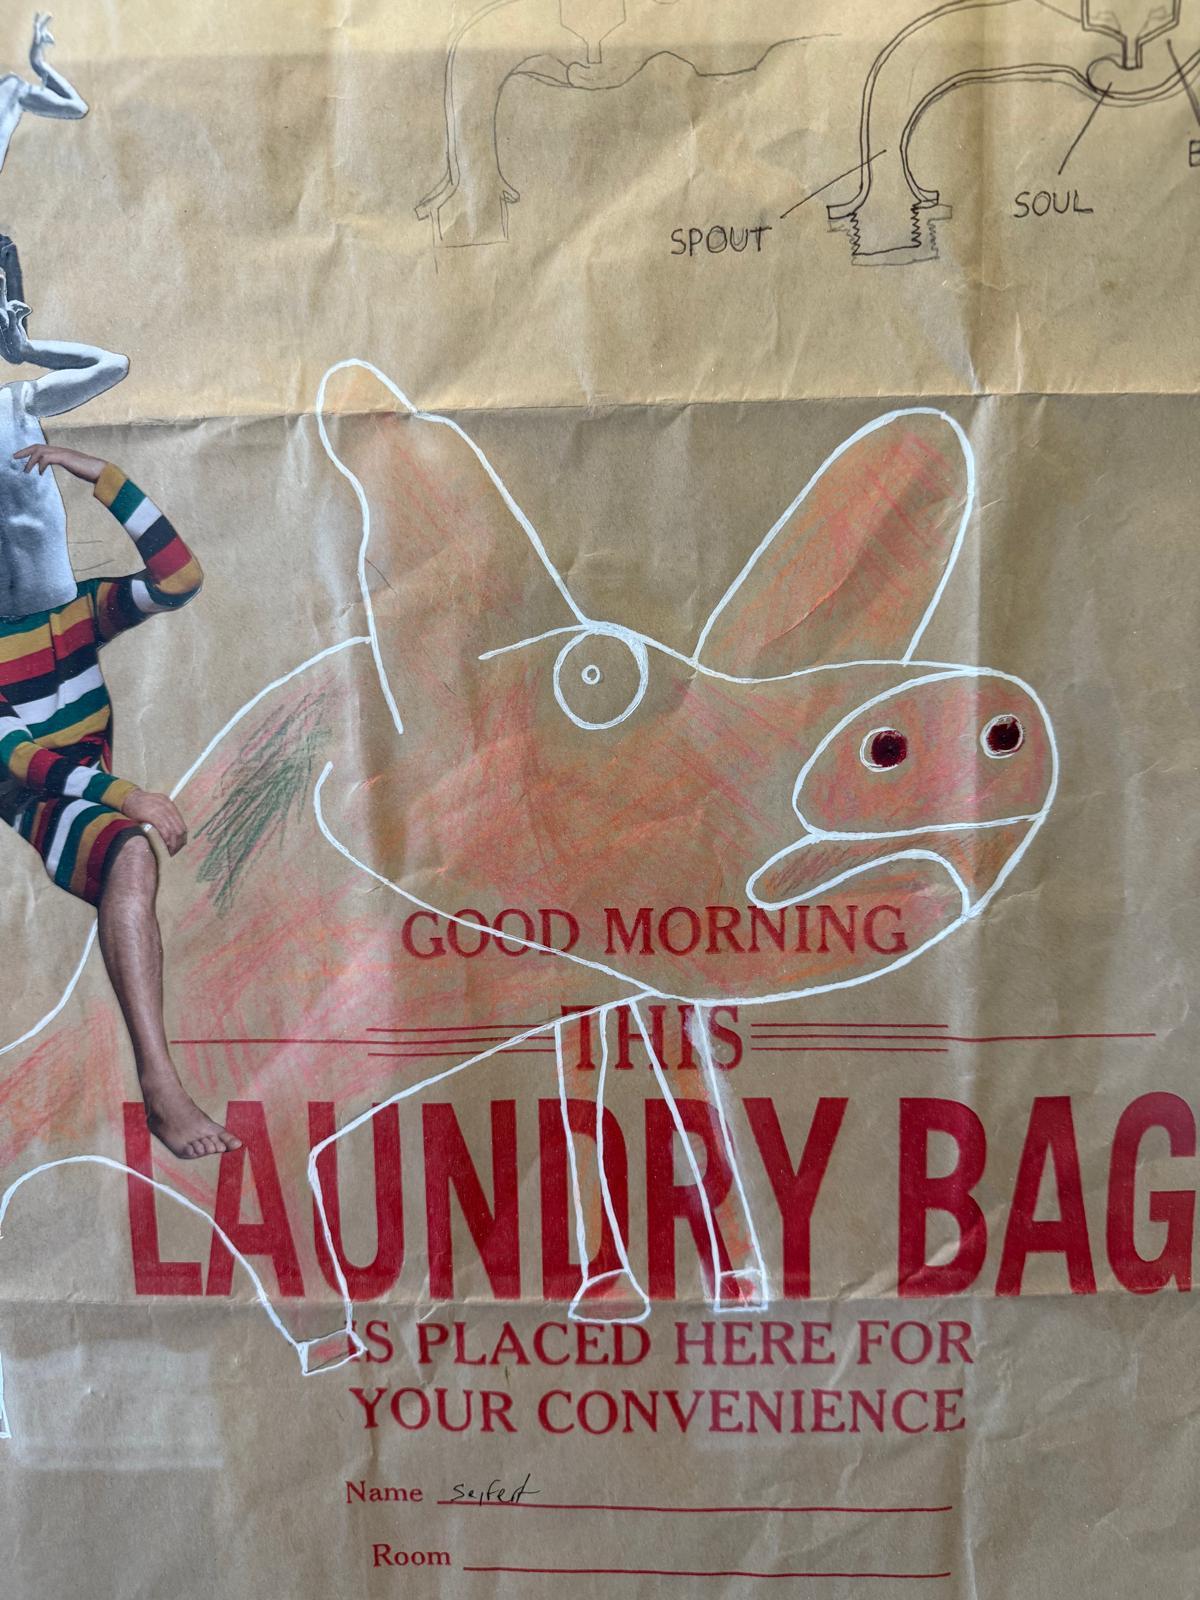 SPOUT
SOUL
GOOD MORNING
THIS
LAUNDRY BAG
IS PLACED HERE FOR
YOUR CONVENIENCE
Name Seifert
Room